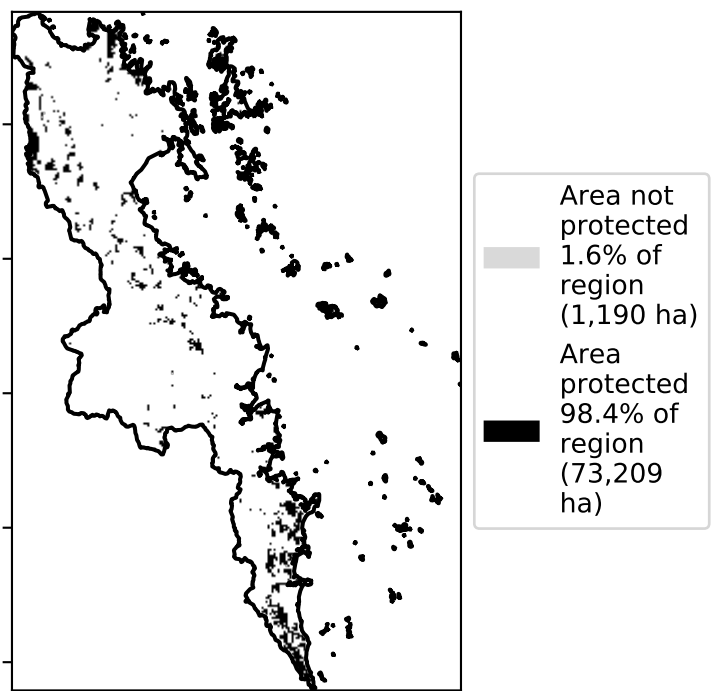 Area not
protected
1.6% of
region
(1,190 ha)
Area
protected
98.4% of
region
(73,209
ha)